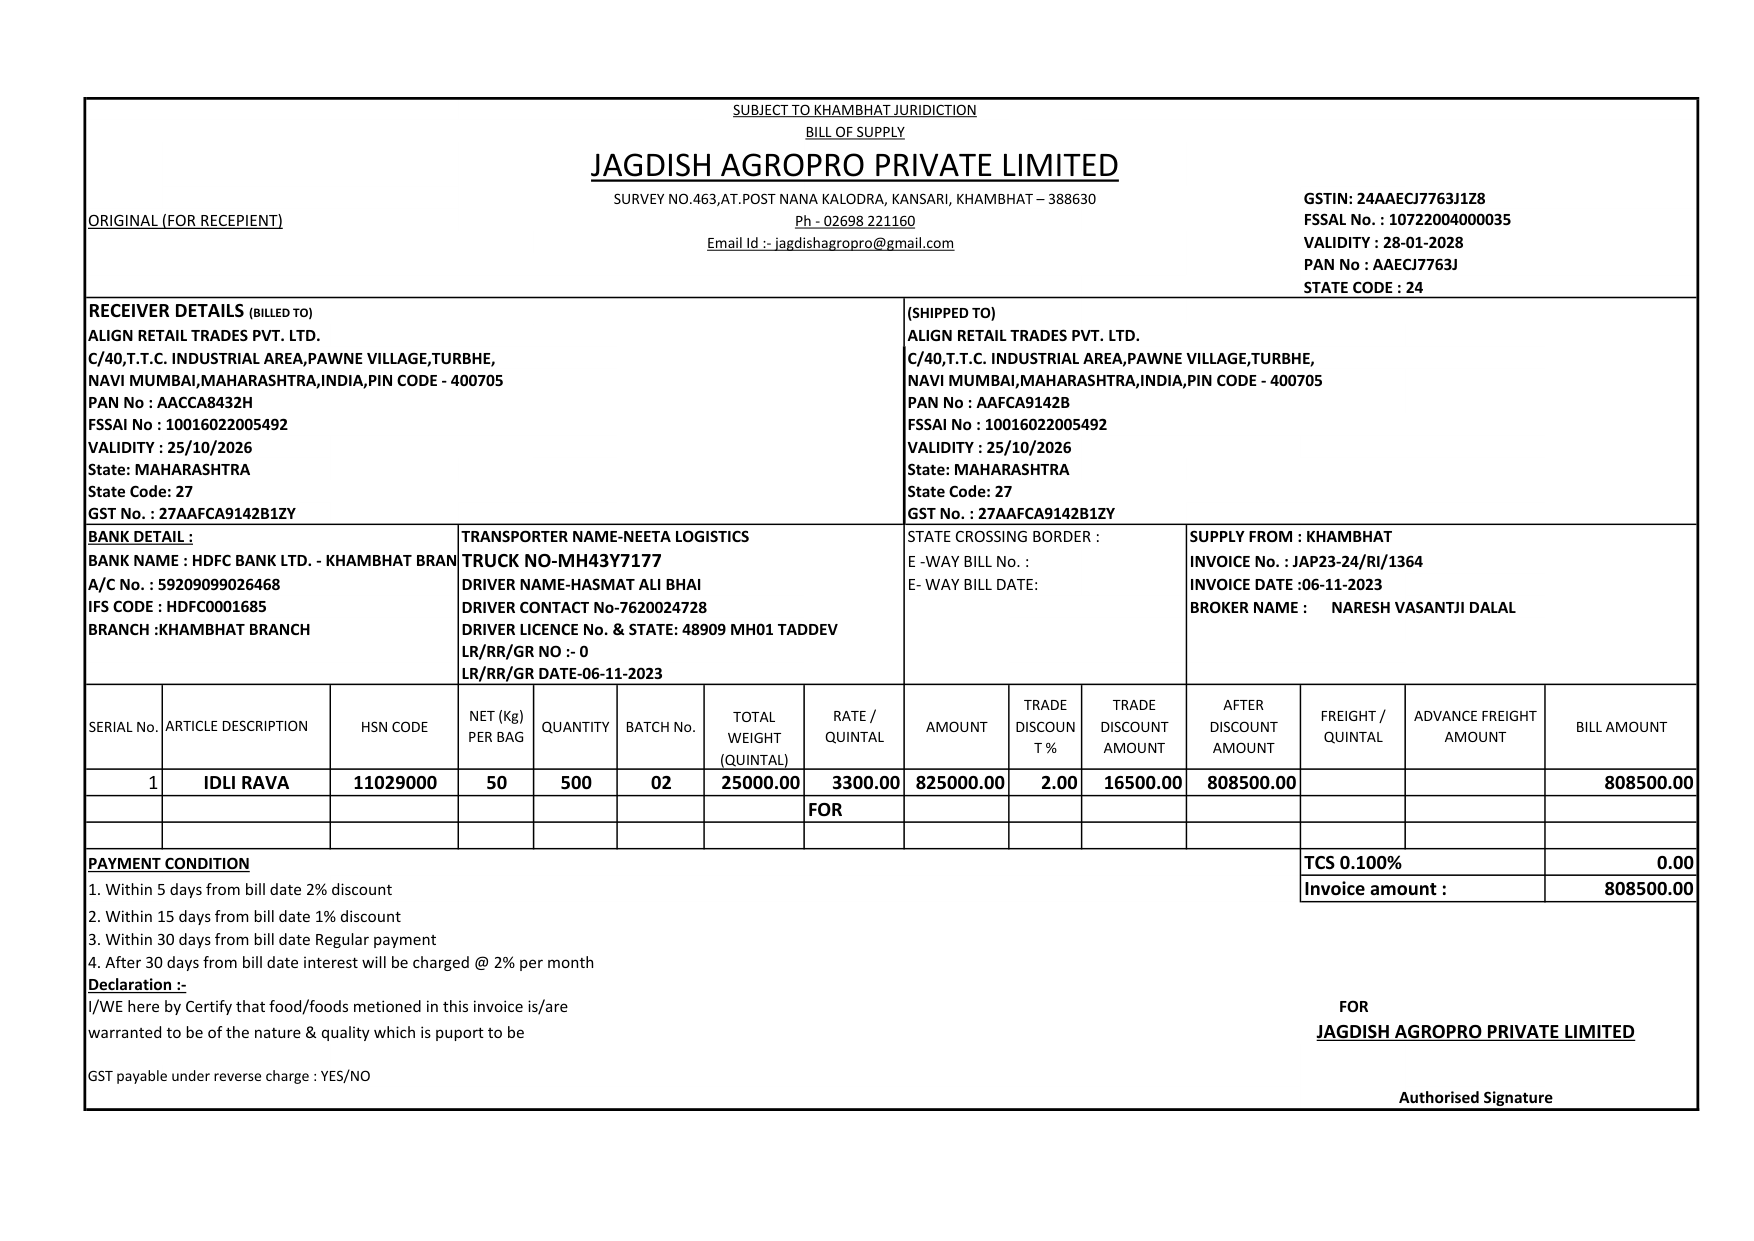 SUBJECT TO KHAMBHAT JURIDICTION
BILL OF SUPPLY
JAGDISH AGROPRO PRIVATE LIMITED
SURVEY NO.463,AT.POST NANA KALODRA, KANSARI, KHAMBHAT – 388630
GSTIN: 24AAECJ7763J1Z8
ORIGINAL (FOR RECEPIENT)
Ph - 02698 221160
FSSAL No. : 10722004000035
Email Id :- jagdishagropro@gmail.com
VALIDITY : 28-01-2028
PAN No : AAECJ7763J
STATE CODE : 24
RECEIVER DETAILS (BILLED TO)
ALIGN RETAIL TRADES PVT. LTD.
C/40,T.T.C. INDUSTRIAL AREA,PAWNE VILLAGE,TURBHE,
NAVI MUMBAI,MAHARASHTRA,INDIA,PIN CODE - 400705
PAN No : AACCA8432H
FSSAI No : 10016022005492
VALIDITY : 25/10/2026
State: MAHARASHTRA
State Code: 27
GST No. : 27AAFCA9142B1ZY
(SHIPPED TO)
ALIGN RETAIL TRADES PVT. LTD.
C/40,T.T.C. INDUSTRIAL AREA,PAWNE VILLAGE,TURBHE,
NAVI MUMBAI,MAHARASHTRA,INDIA,PIN CODE - 400705
PAN No : AAFCA9142B
FSSAI No : 10016022005492
VALIDITY : 25/10/2026
State: MAHARASHTRA
State Code: 27
GST No. : 27AAFCA9142B1ZY
BANK DETAIL :
BANK NAME : HDFC BANK LTD. - KHAMBHAT BRAN
A/C No. : 59209099026468
IFS CODE : HDFC0001685
BRANCH :KHAMBHAT BRANCH
TRANSPORTER NAME-NEETA LOGISTICS
TRUCK NO-MH43Y7177
DRIVER NAME-HASMAT ALI BHAI
DRIVER CONTACT No-7620024728
DRIVER LICENCE No. & STATE: 48909 MH01 TADDEV
LR/RR/GR NO :- 0
LR/RR/GR DATE-06-11-2023
STATE CROSSING BORDER :
E -WAY BILL No. :
E- WAY BILL DATE:
SUPPLY FROM : KHAMBHAT
INVOICE No. : JAP23-24/RI/1364
INVOICE DATE :06-11-2023
BROKER NAME : NARESH VASANTJI DALAL
SERIAL No.
ARTICLE DESCRIPTION
HSN CODE
NET (Kg)
PER BAG
QUANTITY
BATCH No.
TOTAL
WEIGHT
(QUINTAL)
RATE /
QUINTAL
AMOUNT
TRADE
DISCOUN
T %
TRADE
DISCOUNT
AMOUNT
AFTER
DISCOUNT
AMOUNT
FREIGHT /
QUINTAL
ADVANCE FREIGHT
AMOUNT
BILL AMOUNT
1 IDLI RAVA 11029000 50 500 02 25000.00 3300.00 825000.00 2.00 16500.00 808500.00 808500.00
FOR
PAYMENT CONDITION
TCS 0.100% 0.00
1. Within 5 days from bill date 2% discount
Invoice amount : 808500.00
2. Within 15 days from bill date 1% discount
3. Within 30 days from bill date Regular payment
4. After 30 days from bill date interest will be charged @ 2% per month
Declaration :-
I/WE here by Certify that food/foods metioned in this invoice is/are
warranted to be of the nature & quality which is puport to be
FOR
JAGDISH AGROPRO PRIVATE LIMITED
GST payable under reverse charge : YES/NO
Authorised Signature